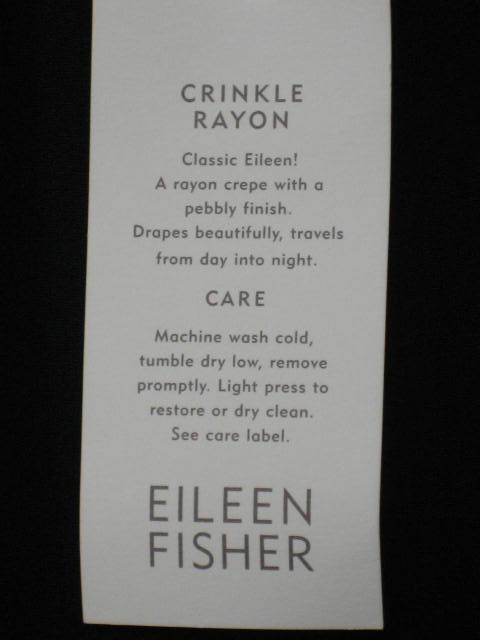 CRINKLE
RAYON
Classic Eileen!
A rayon crepe with a
pebbly finish.
Drapes beautifully, travels
from day into night.
CARE
Machine wash cold,
tumble dry low, remove
promptly. Light press to
restore or dry clean.
See care label.
EILEEN
FISHER